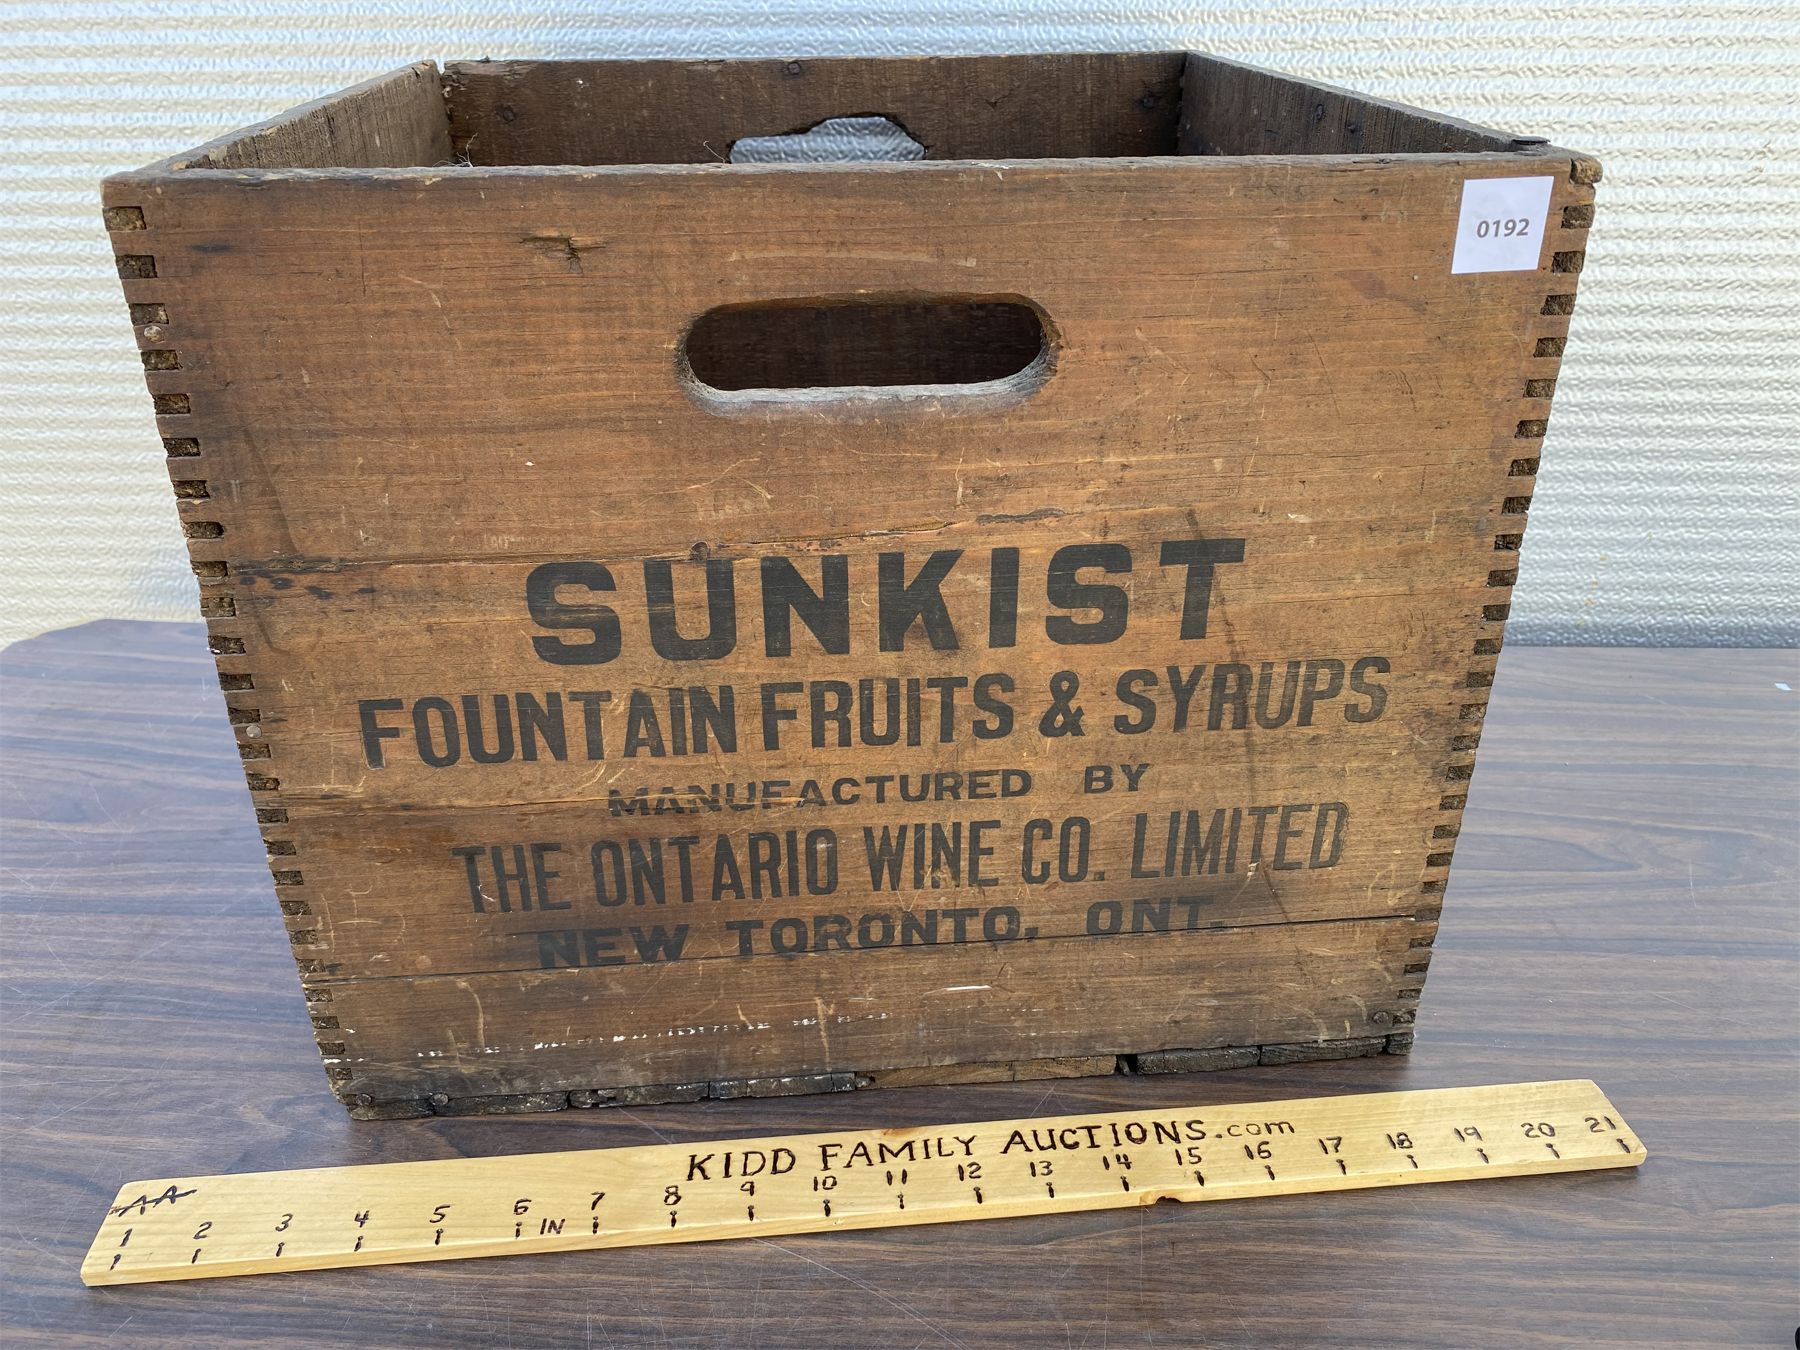 0192
SUNKIST
FOUNTAIN FRUITS & SYRUPS
MANUFACTURED BY
THE ONTARIO WINE CO. LIMITED
NEW TORONTO, ONT.
KIDD FAMILY AUCTIONS.com
AA
1 2 3 4 5 6 IN 7 8 9 10 11 12 13 14 15 16 17 18 19 20 21